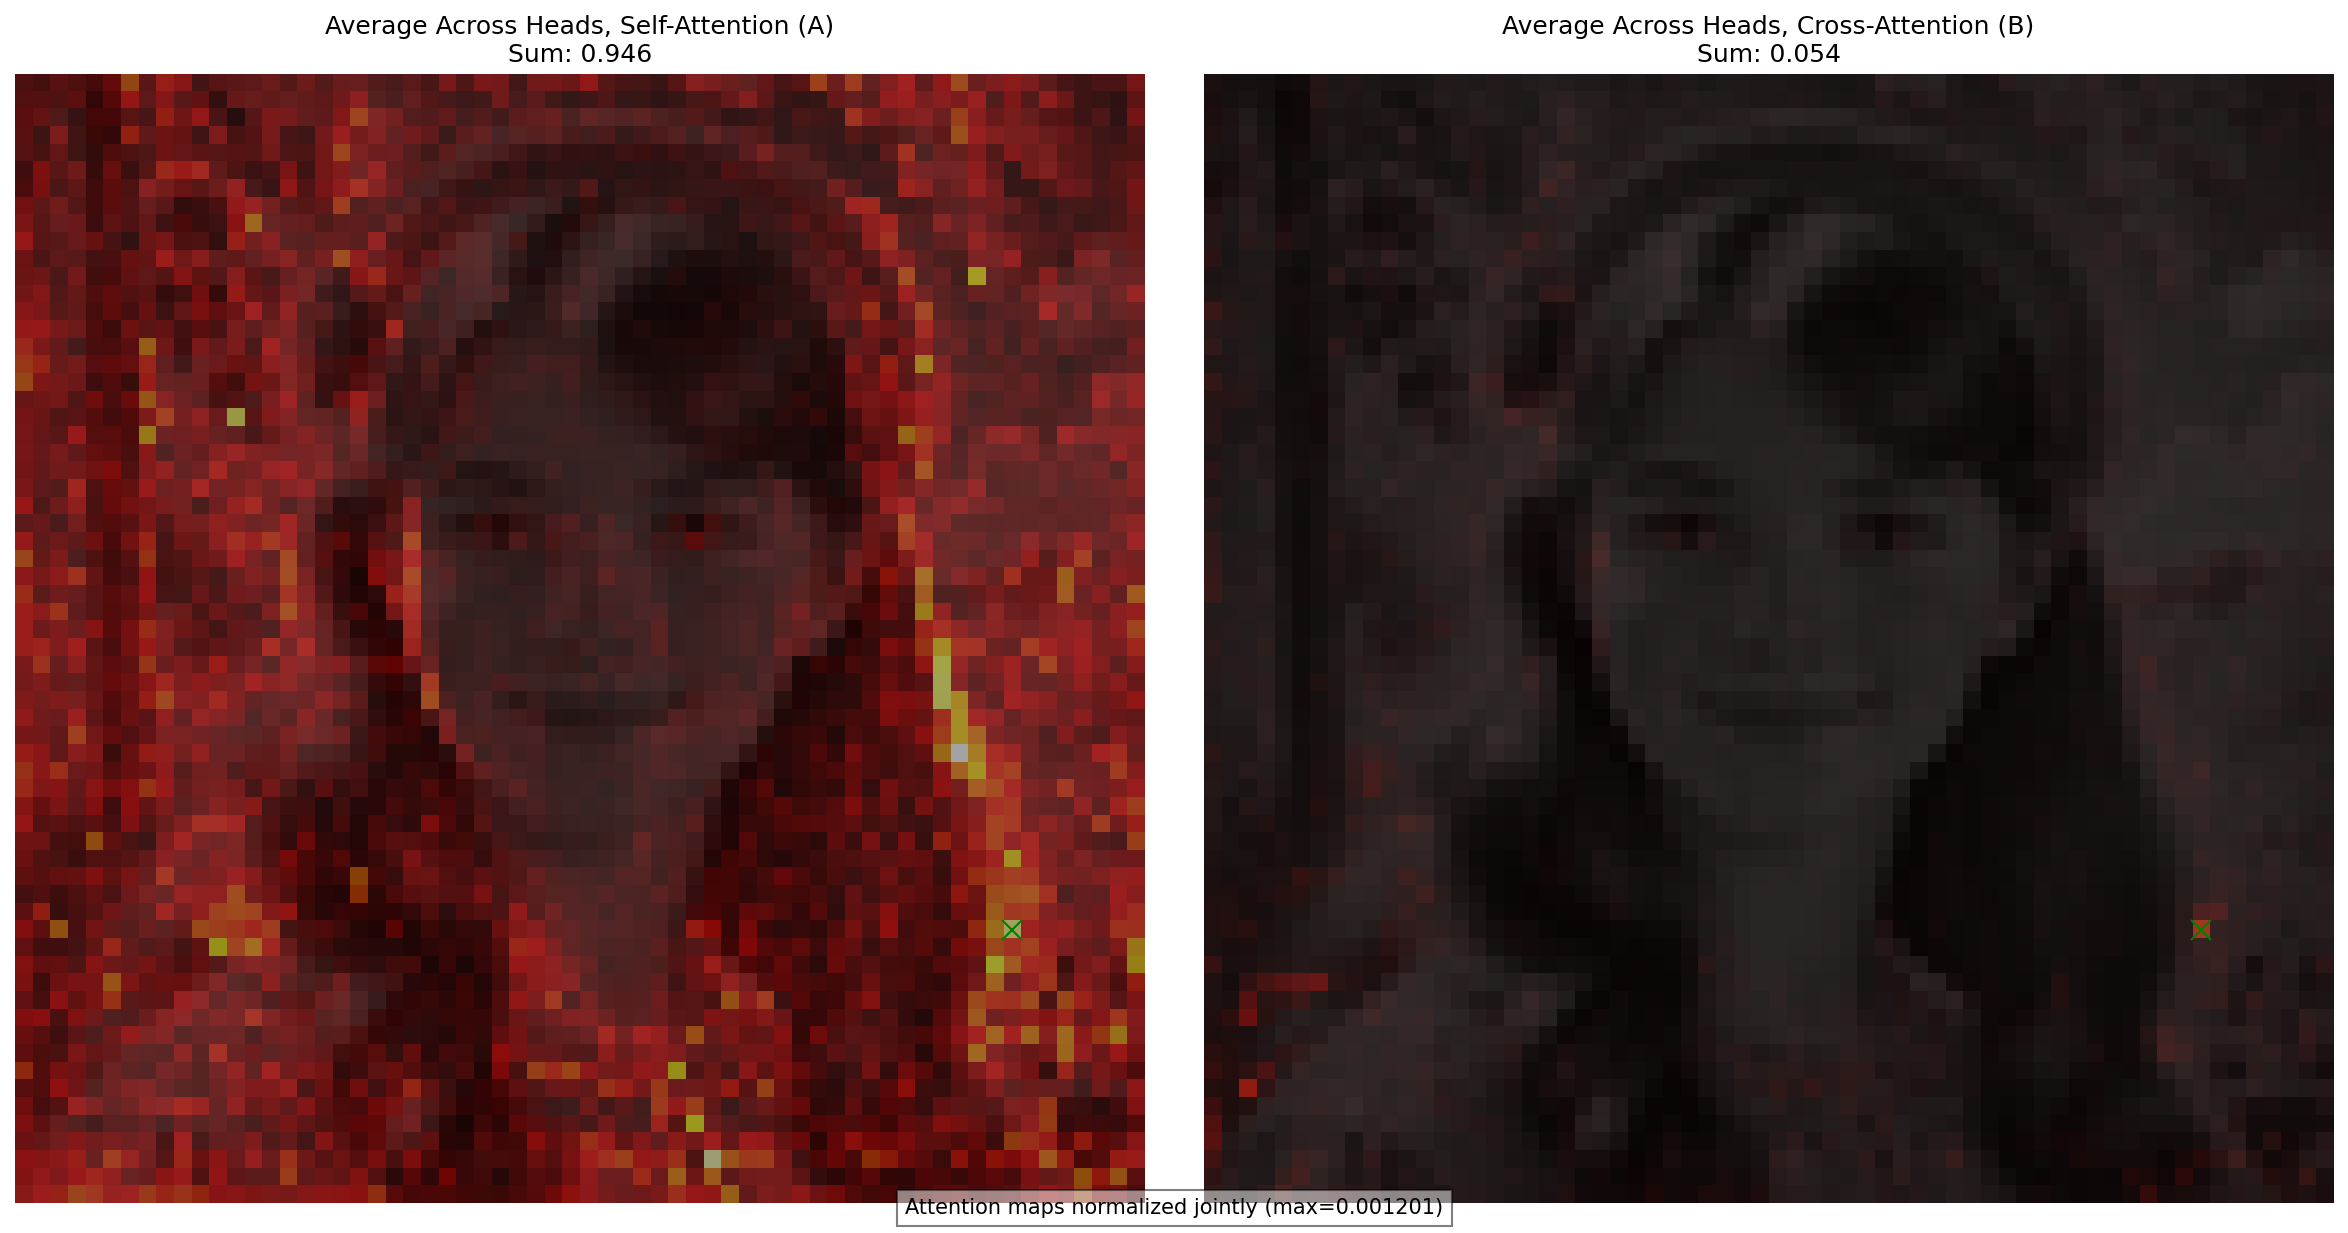 Average Across Heads, Self-Attention (A)
Sum: 0.946
Average Across Heads, Cross-Attention (B)
Sum: 0.054
Attention maps normalized jointly (max=0.001201)